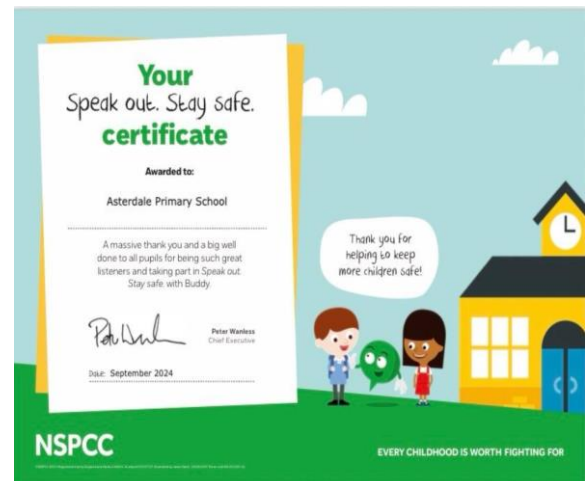 Your
Speak out. Stay safe.
certificate
Awarded to:
Asterdale Primary School
A massive thank you and a big well
done to all pupils for being such great
listeners and taking part in Speak out.
Stay safe. with Buddy.
Peter Wanless
Chief Executive
Date: September 2024
Thank you for
helping to keep
more children safe!
NSPCC
EVERY CHILDHOOD IS WORTH FIGHTING FOR